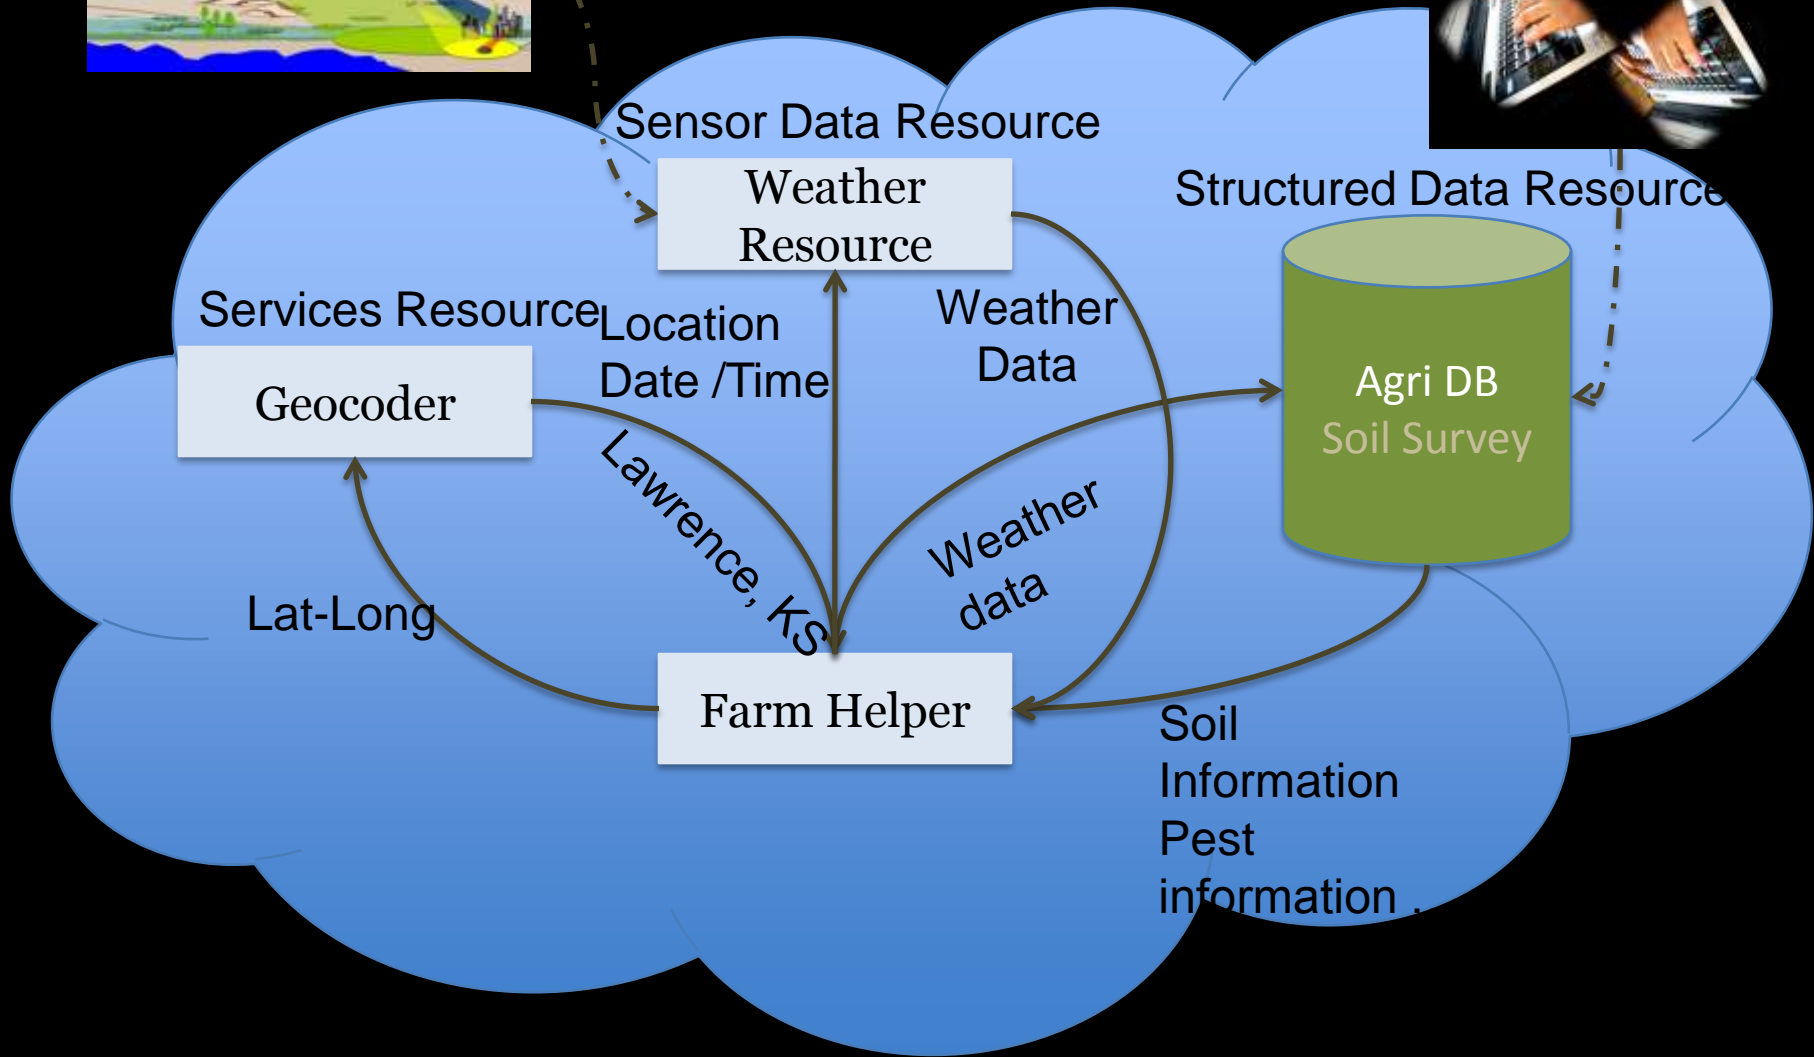 Sensor Data Resource
Weather
Resource
Structured Data Resource
Services Resource
Location
Date /Time
Weather
Data
Geocoder
Agri DB
Soil Survey
Lawrence, KS
Weather
data
Lat-Long
Farm Helper
Soil
Information
Pest
information .